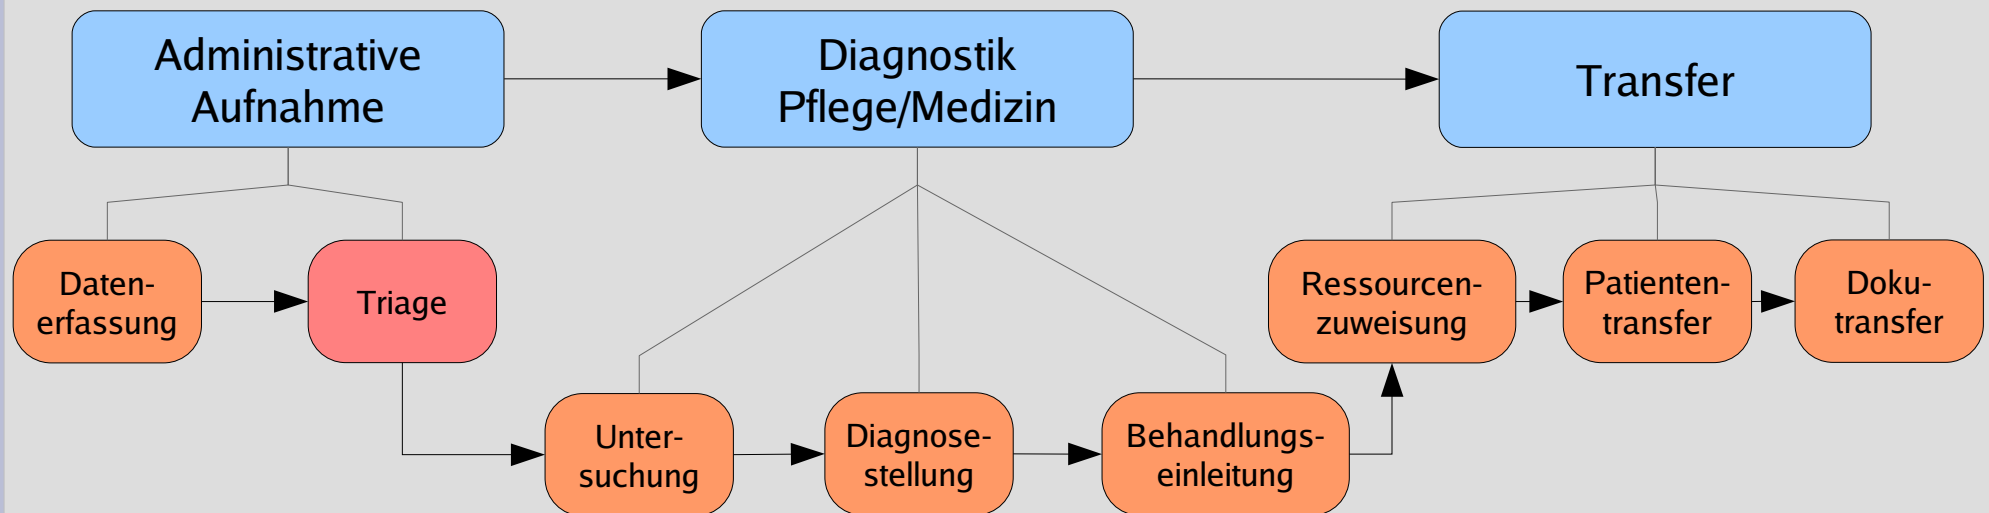 Administrative
Aufnahme
Diagnostik
Pflege/Medizin
Transfer
Daten-
erfassung
Triage
Ressourcen-
zuweisung
Patienten-
transfer
Doku-
transfer
Unter-
suchung
Diagnose-
stellung
Behandlungs-
einleitung